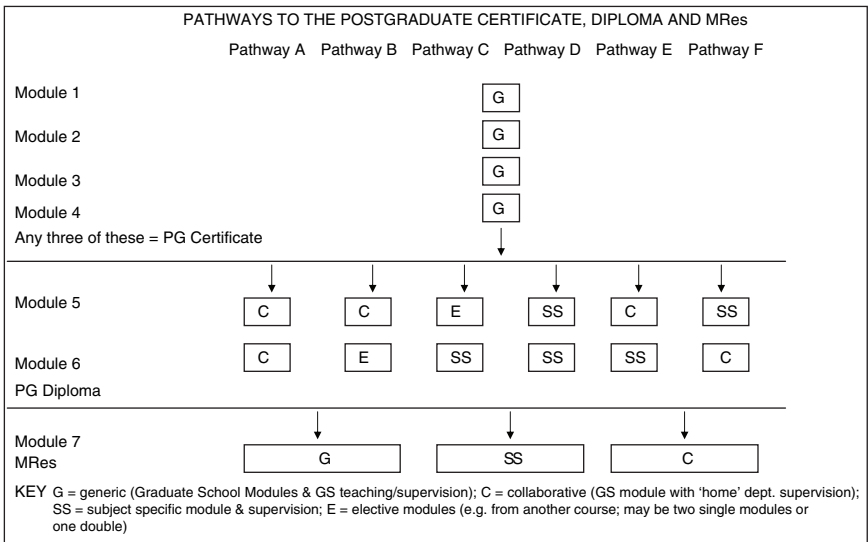 PATHWAYS TO THE POSTGRADUATE CERTIFICATE, DIPLOMA AND MRes
Pathway A Pathway B Pathway C Pathway D Pathway E Pathway F
Module 1
G
Module 2
G
Module 3
G
Module 4
G
Any three of these = PG Certificate
Module 5
C C E SS C SS
Module 6
C E SS SS SS C
PG Diploma
Module 7
MRes
G SS C
KEY G = generic (Graduate School Modules & GS teaching/supervision); C = collaborative (GS module with ‘home’ dept. supervision);
SS = subject specific module & supervision; E = elective modules (e.g. from another course; may be two single modules or
one double)